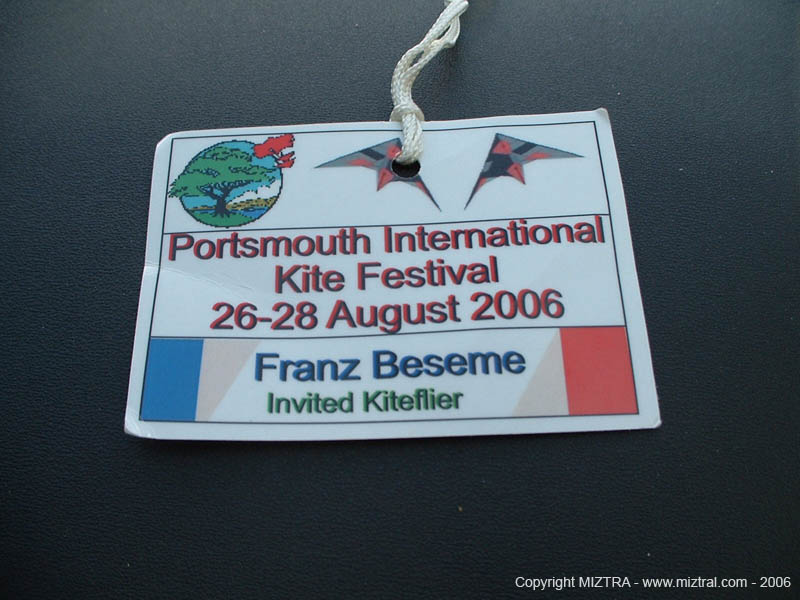 Portsmouth International
Kite Festival
26-28 August 2006
Franz Beseme
Invited Kiteflier
Copyright MIZTRA - www.miztral.com - 2006